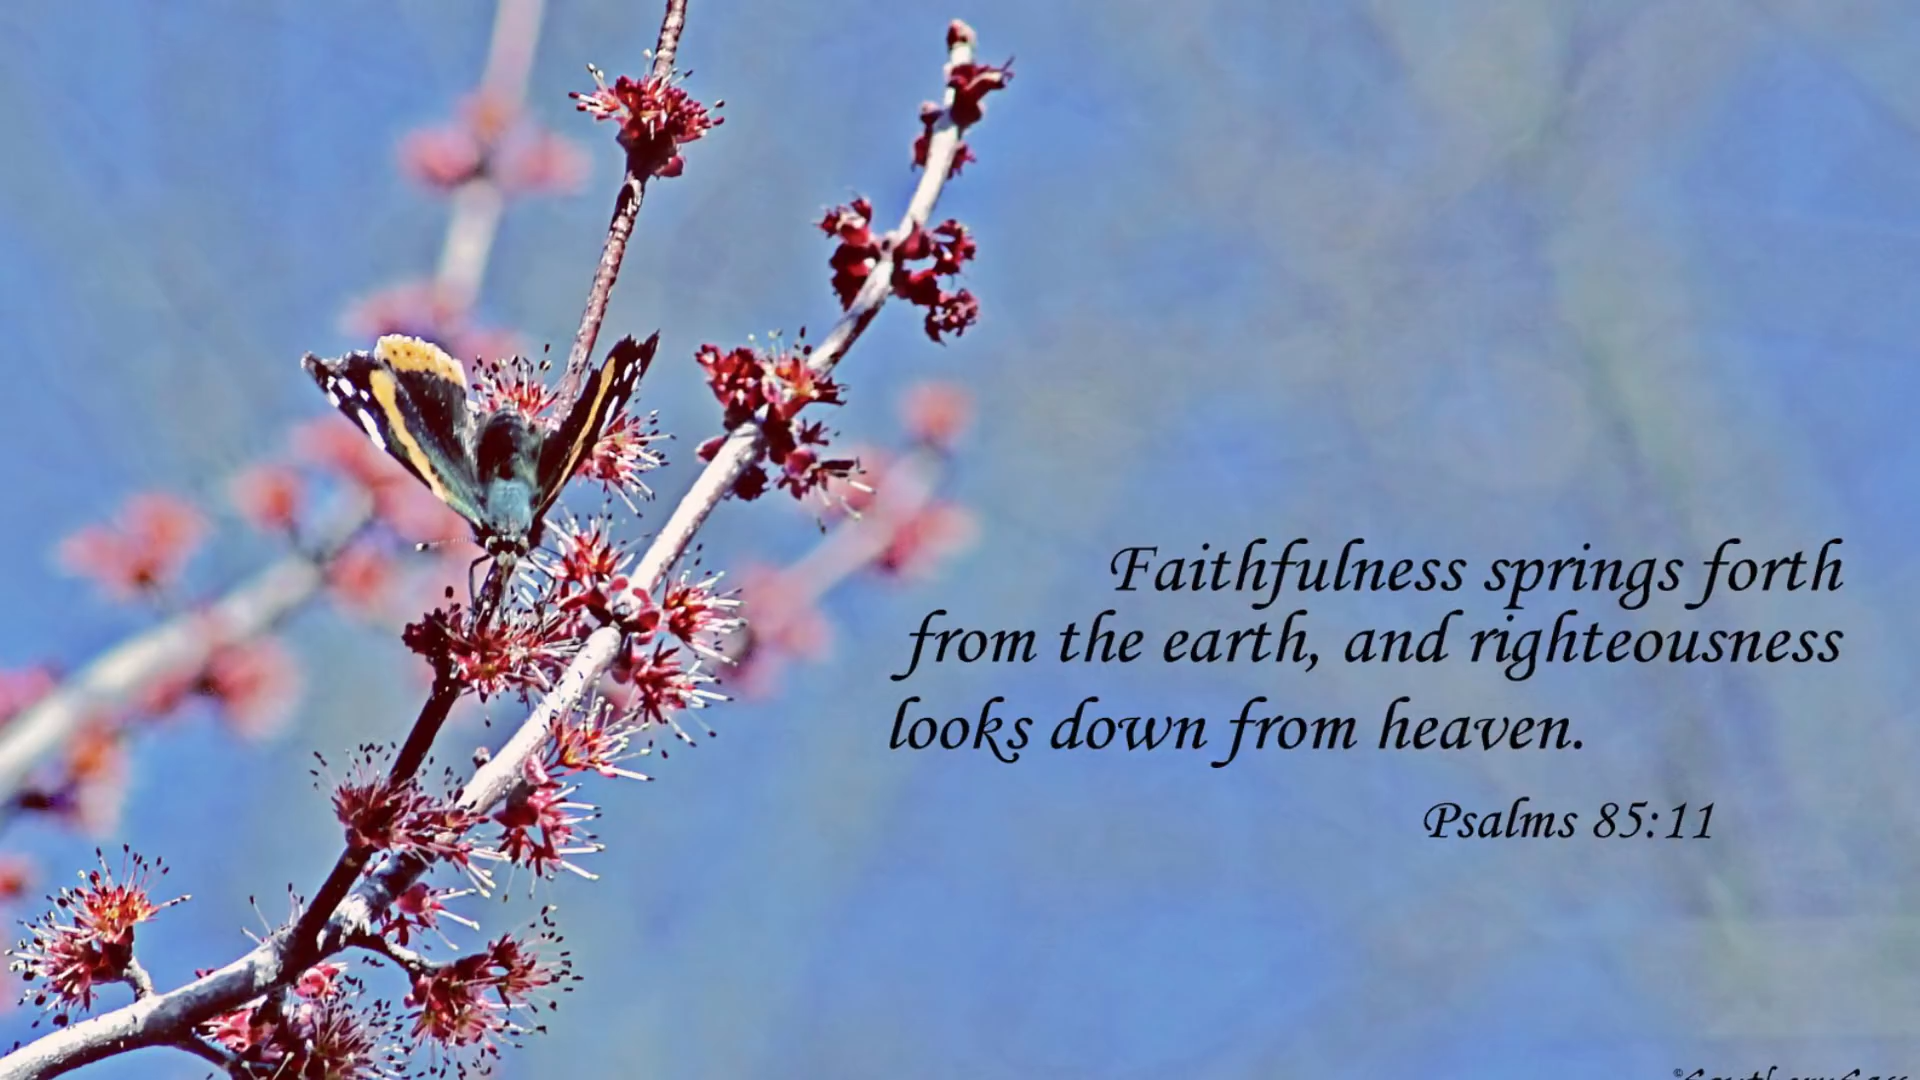 Faithfulness springs forth
from the earth, and righteousness
looks down from heaven.
Psalms 85:11